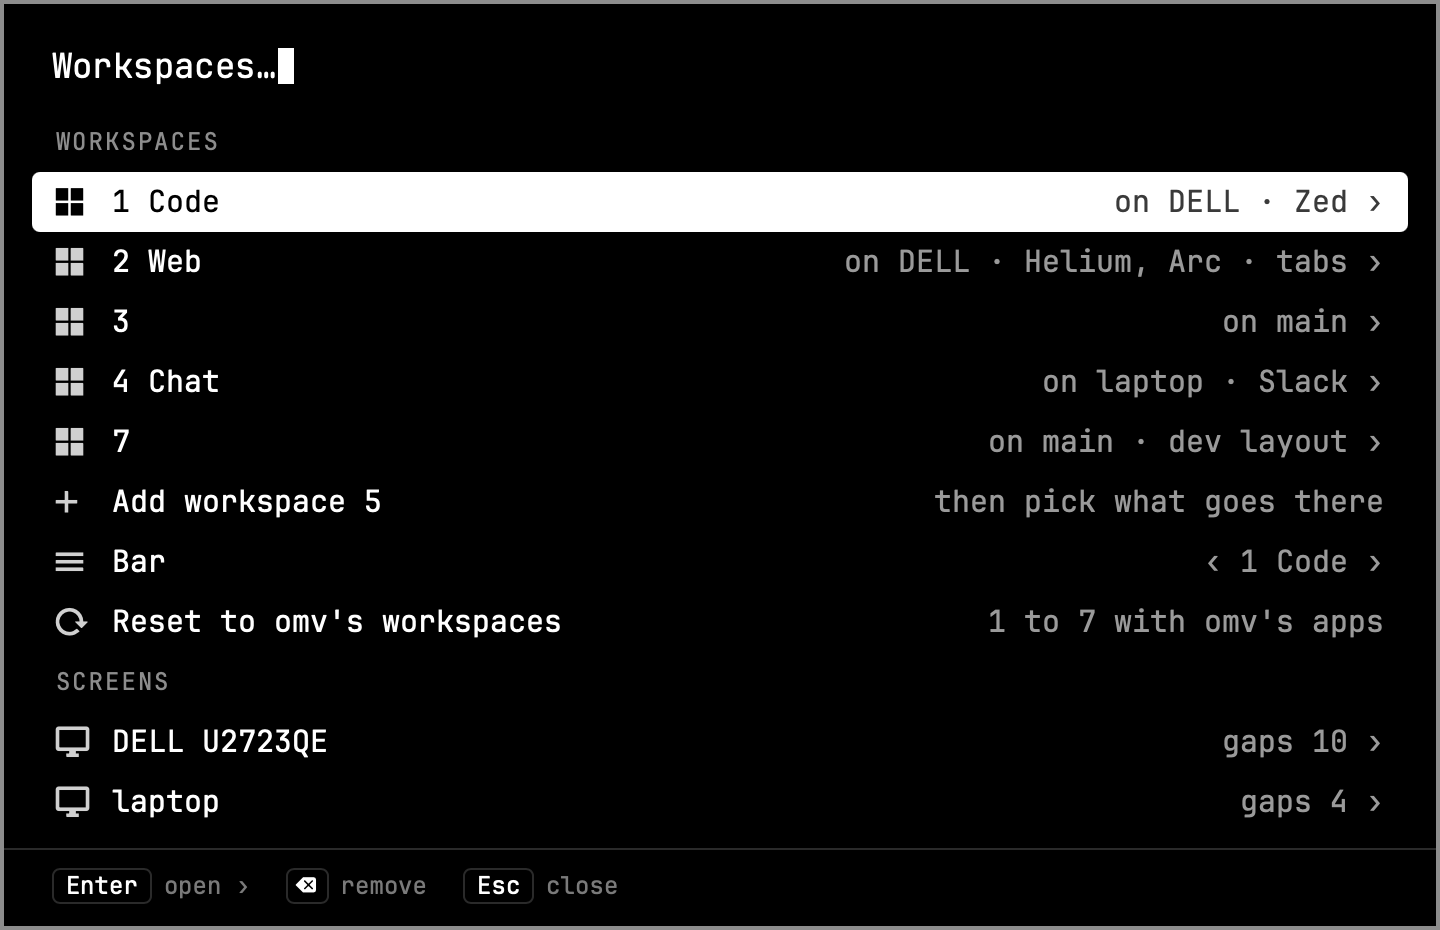 Workspaces…
WORKSPACES
1 Code on DELL · Zed ›
2 Web on DELL · Helium, Arc · tabs ›
3 on main ›
4 Chat on laptop · Slack ›
7 on main · dev layout ›
Add workspace 5 then pick what goes there
Bar ‹ 1 Code ›
Reset to omv's workspaces 1 to 7 with omv's apps
SCREENS
DELL U2723QE gaps 10 ›
laptop gaps 4 ›
Enter open › ⌫ remove Esc close